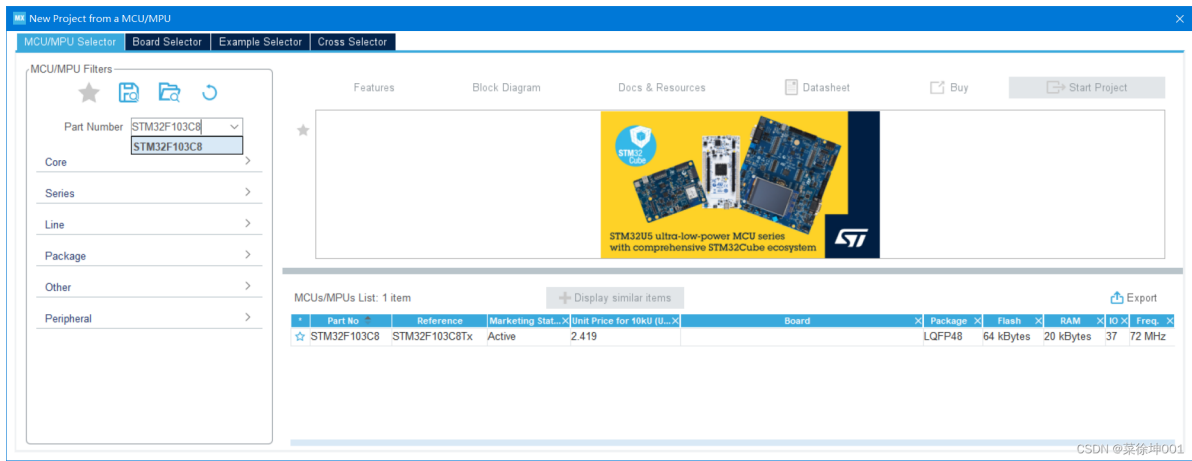 MX New Project from a MCU/MPU
MCU/MPU Selector Board Selector Example Selector Cross Selector
MCU/MPU Filters
Features Block Diagram Docs & Resources Datasheet Buy Start Project
Part Number STM32F103C8
STM32F103C8
Core
Series
Line
Package
Other
Peripheral
STM32
Cube
STM32U5 ultra-low-power MCU series
with comprehensive STM32Cube ecosystem
ST
MCUs/MPUs List: 1 item Display similar items Export
* Part No Reference Marketing Stat... Unit Price for 10kU (U... Board Package Flash RAM IO Freq.
STM32F103C8 STM32F103C8Tx Active 2.419 LQFP48 64 kBytes 20 kBytes 37 72 MHz
CSDN @菜徐坤001